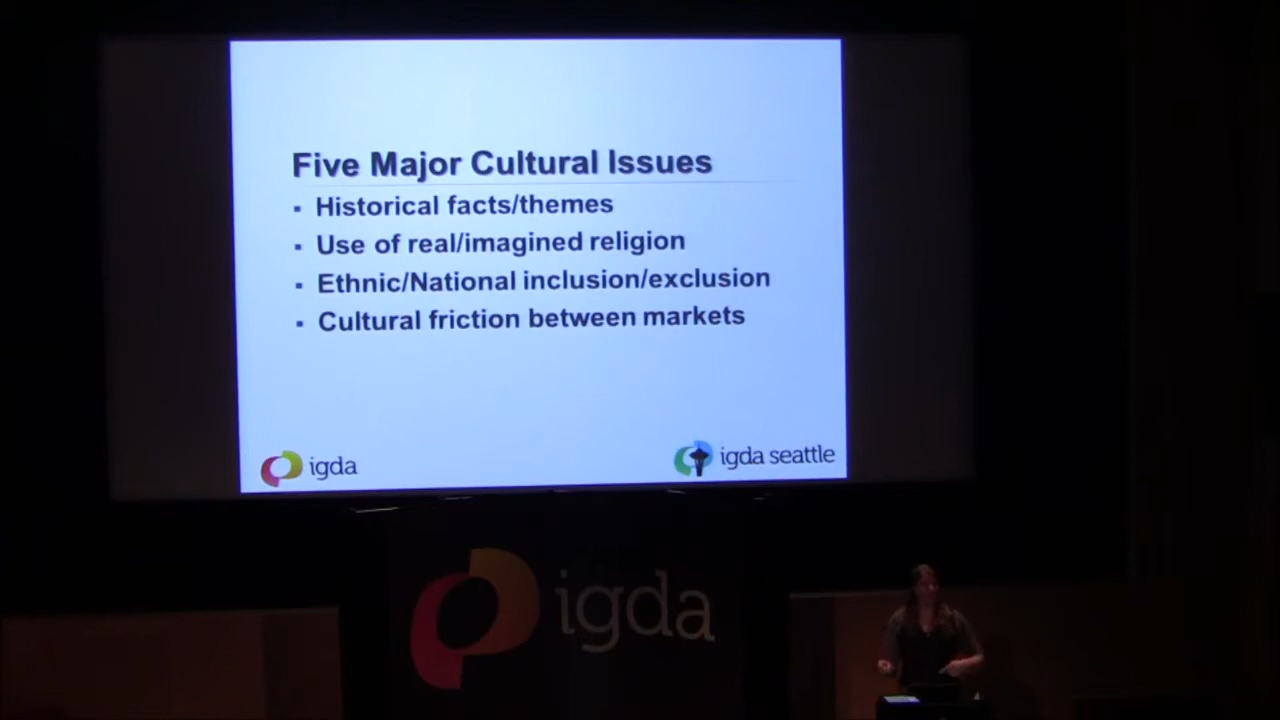 Five Major Cultural Issues
▪ Historical facts/themes
▪ Use of real/imagined religion
▪ Ethnic/National inclusion/exclusion
▪ Cultural friction between markets
igda
igda seattle
igda